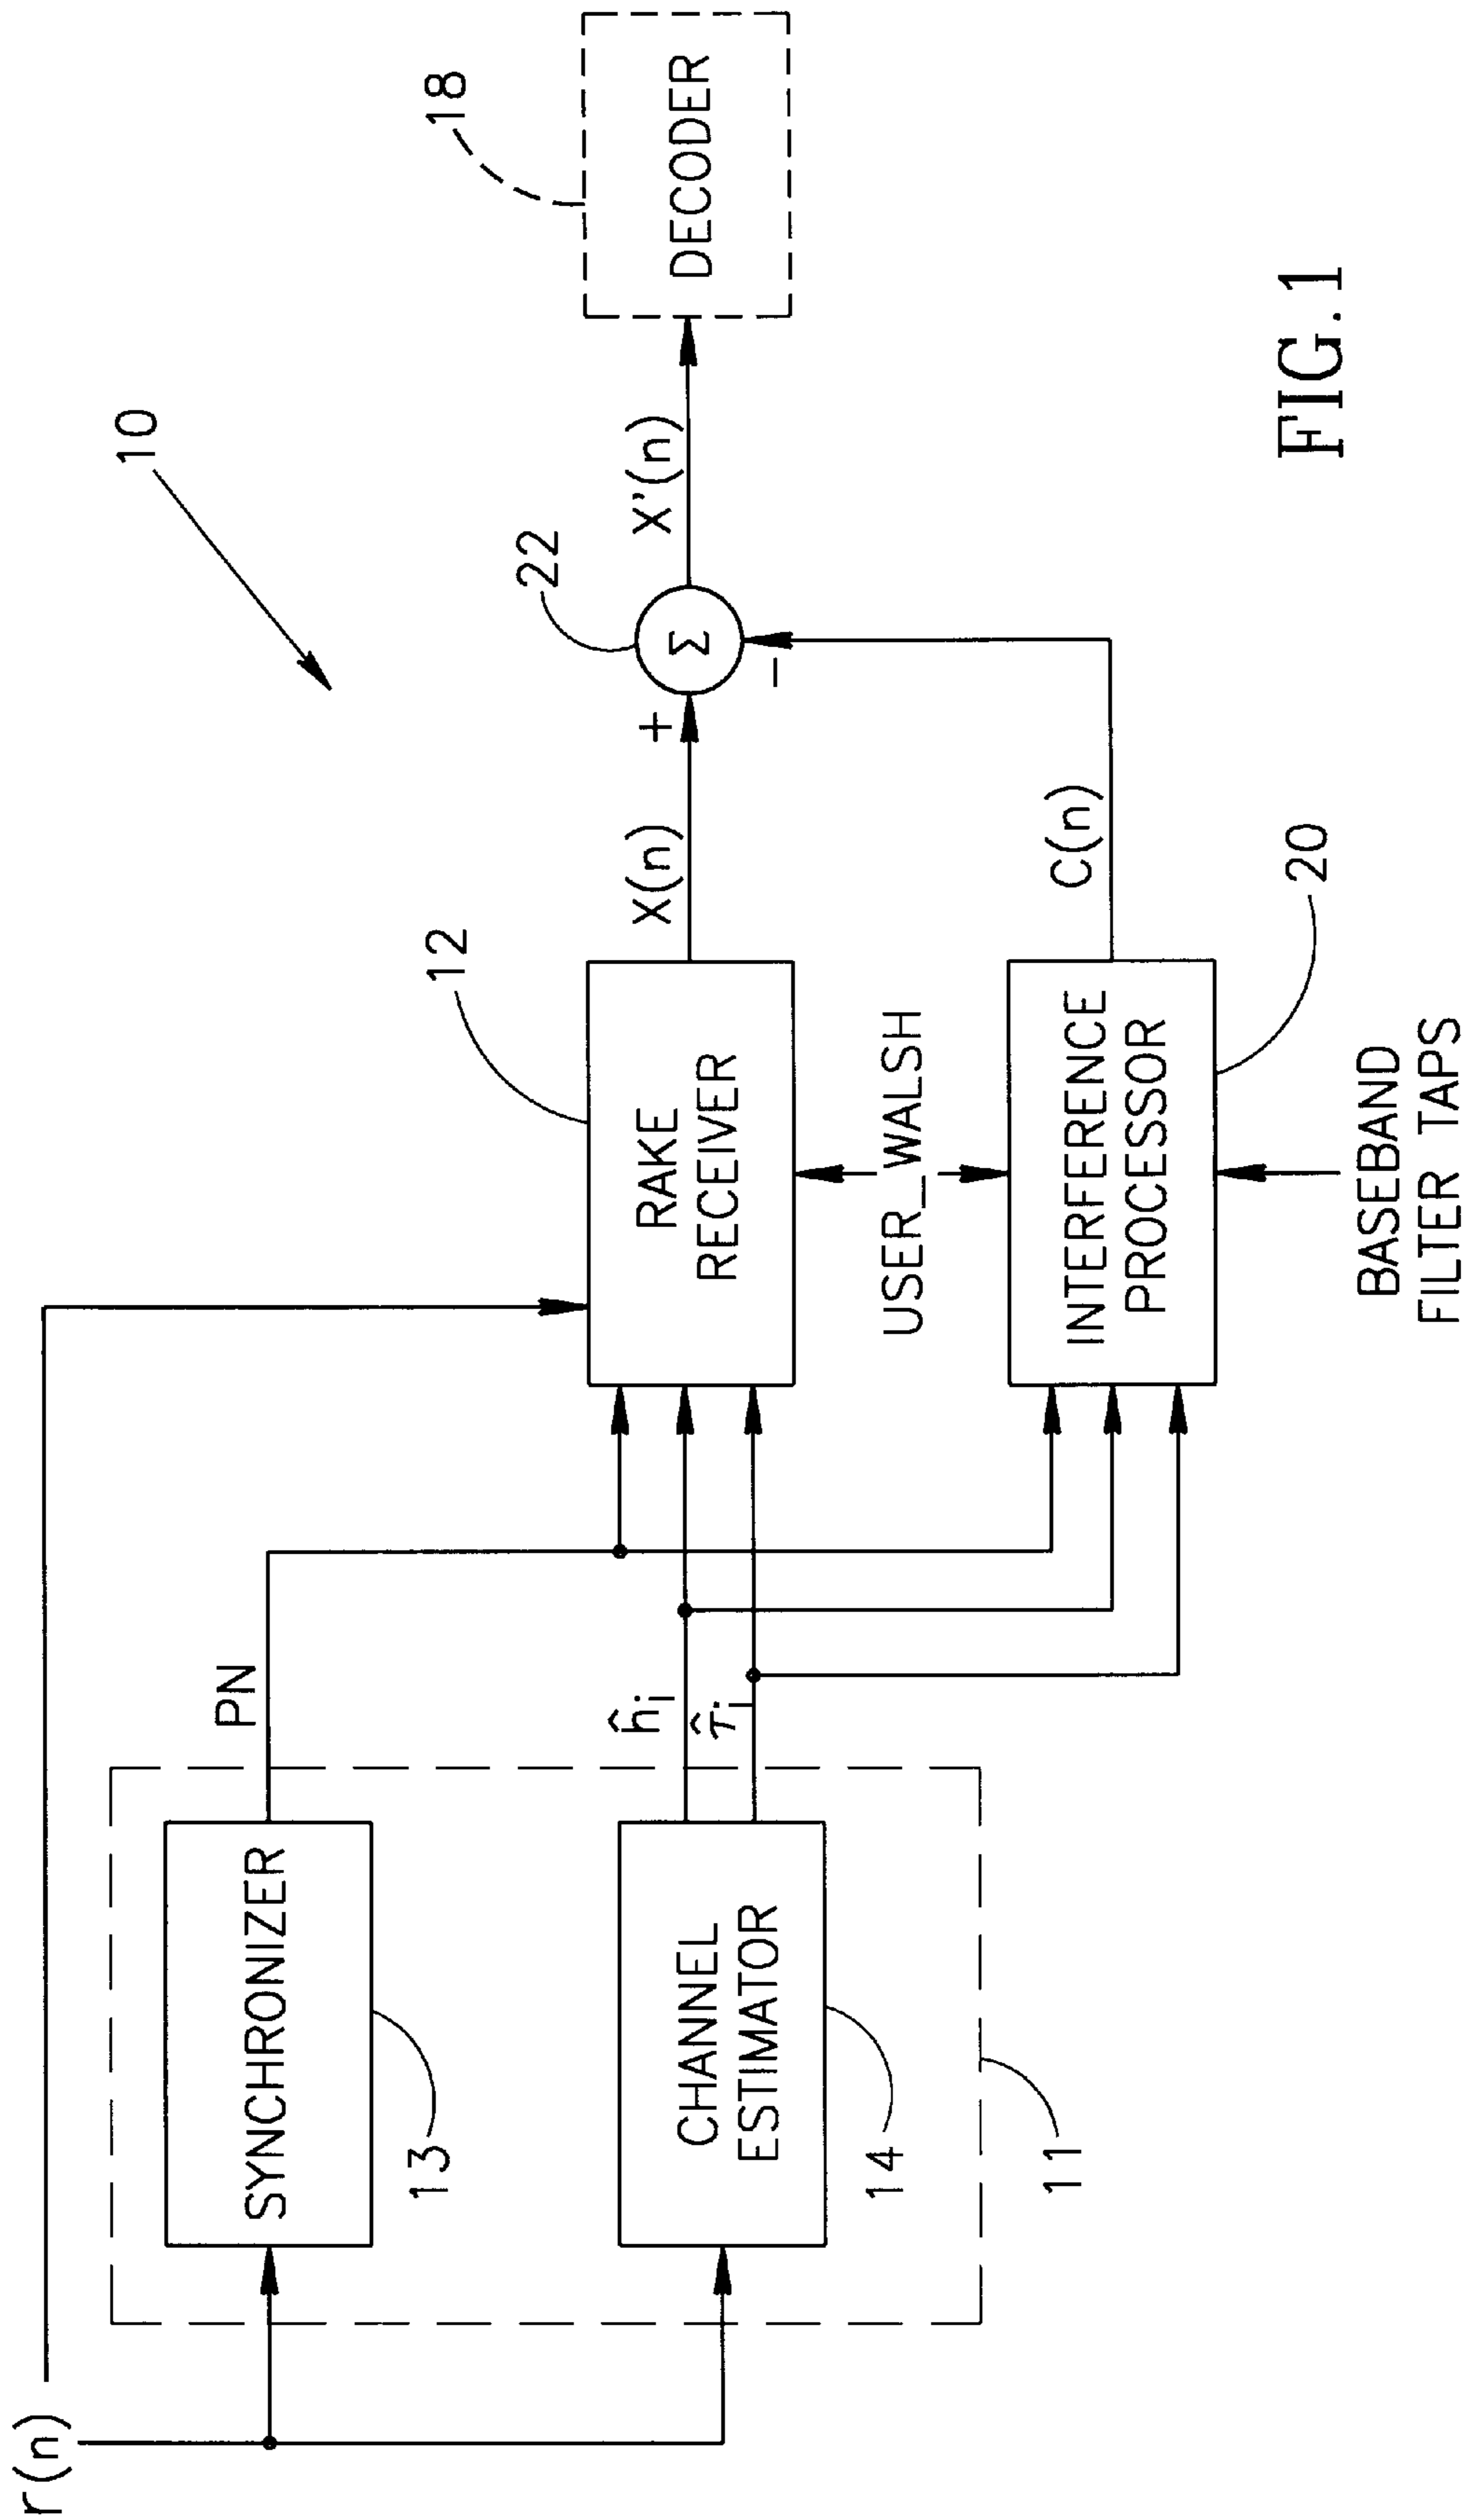 10
18
22
12
r(n)
SYNCHRONIZER
13
PN
CHANNEL
ESTIMATOR
14
11
ĥi
τ̂i
RAKE
RECEIVER
x(n)
+
Σ
−
x'(n)
DECODER
USER_WALSH
INTERFERENCE
PROCESSOR
c(n)
20
BASEBAND
FILTER TAPS
FIG.1